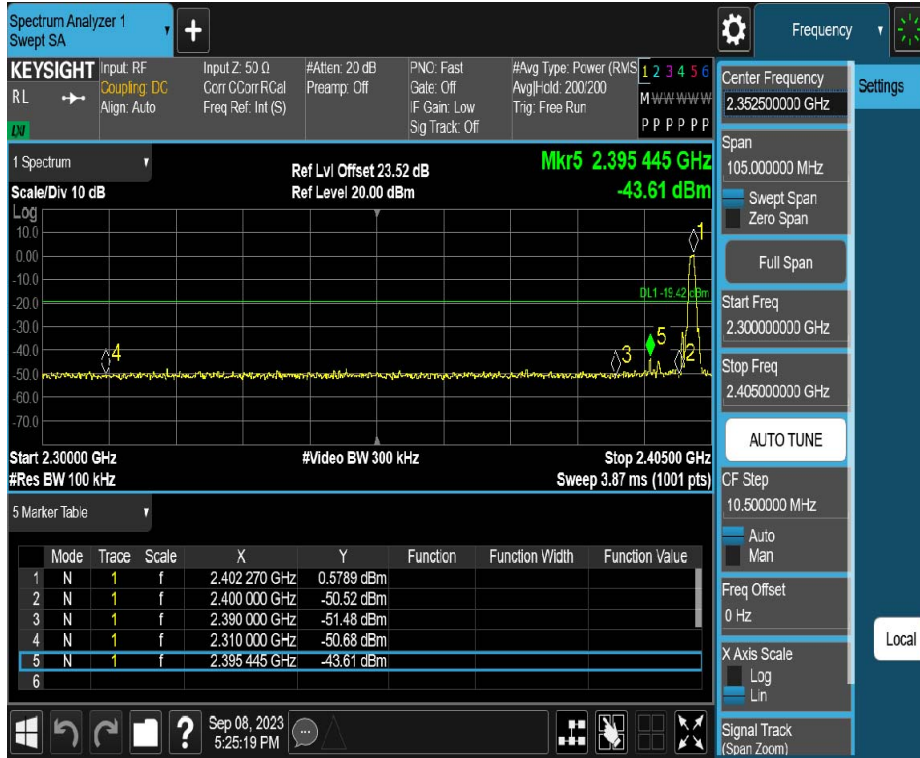 Spectrum Analyzer 1
Swept SA
+
Frequency
KEYSIGHT
RL
LXI
Input: RF
Coupling: DC
Align: Auto
Input Z: 50 Ω
Corr CCorr RCal
Freq Ref: Int (S)
#Atten: 20 dB
Preamp: Off
PNO: Fast
Gate: Off
IF Gain: Low
Sig Track: Off
#Avg Type: Power (RMS
Avg|Hold: 200/200
Trig: Free Run
1 2 3 4 5 6
M W W W W W
P P P P P P
Center Frequency
2.352500000 GHz
Settings
1 Spectrum
Scale/Div 10 dB
Ref Lvl Offset 23.52 dB
Ref Level 20.00 dBm
Mkr5 2.395 445 GHz
-43.61 dBm
Span
105.000000 MHz
Swept Span
Zero Span
Full Span
Start Freq
2.300000000 GHz
Stop Freq
2.405000000 GHz
AUTO TUNE
CF Step
10.500000 MHz
Auto
Man
Freq Offset
0 Hz
X Axis Scale
Log
Lin
Signal Track
(Span Zoom)
Local
Log
10.0
0.00
-10.0
-20.0
-30.0
-40.0
-50.0
-60.0
-70.0
DL1 -19.42 dBm
1
2
3
4
5
Start 2.30000 GHz
#Res BW 100 kHz
#Video BW 300 kHz
Stop 2.40500 GHz
Sweep 3.87 ms (1001 pts)
5 Marker Table
Mode Trace Scale X Y Function Function Width Function Value
1 N 1 f 2.402 270 GHz 0.5789 dBm
2 N 1 f 2.400 000 GHz -50.52 dBm
3 N 1 f 2.390 000 GHz -51.48 dBm
4 N 1 f 2.310 000 GHz -50.68 dBm
5 N 1 f 2.395 445 GHz -43.61 dBm
6
?
Sep 08, 2023
5:25:19 PM